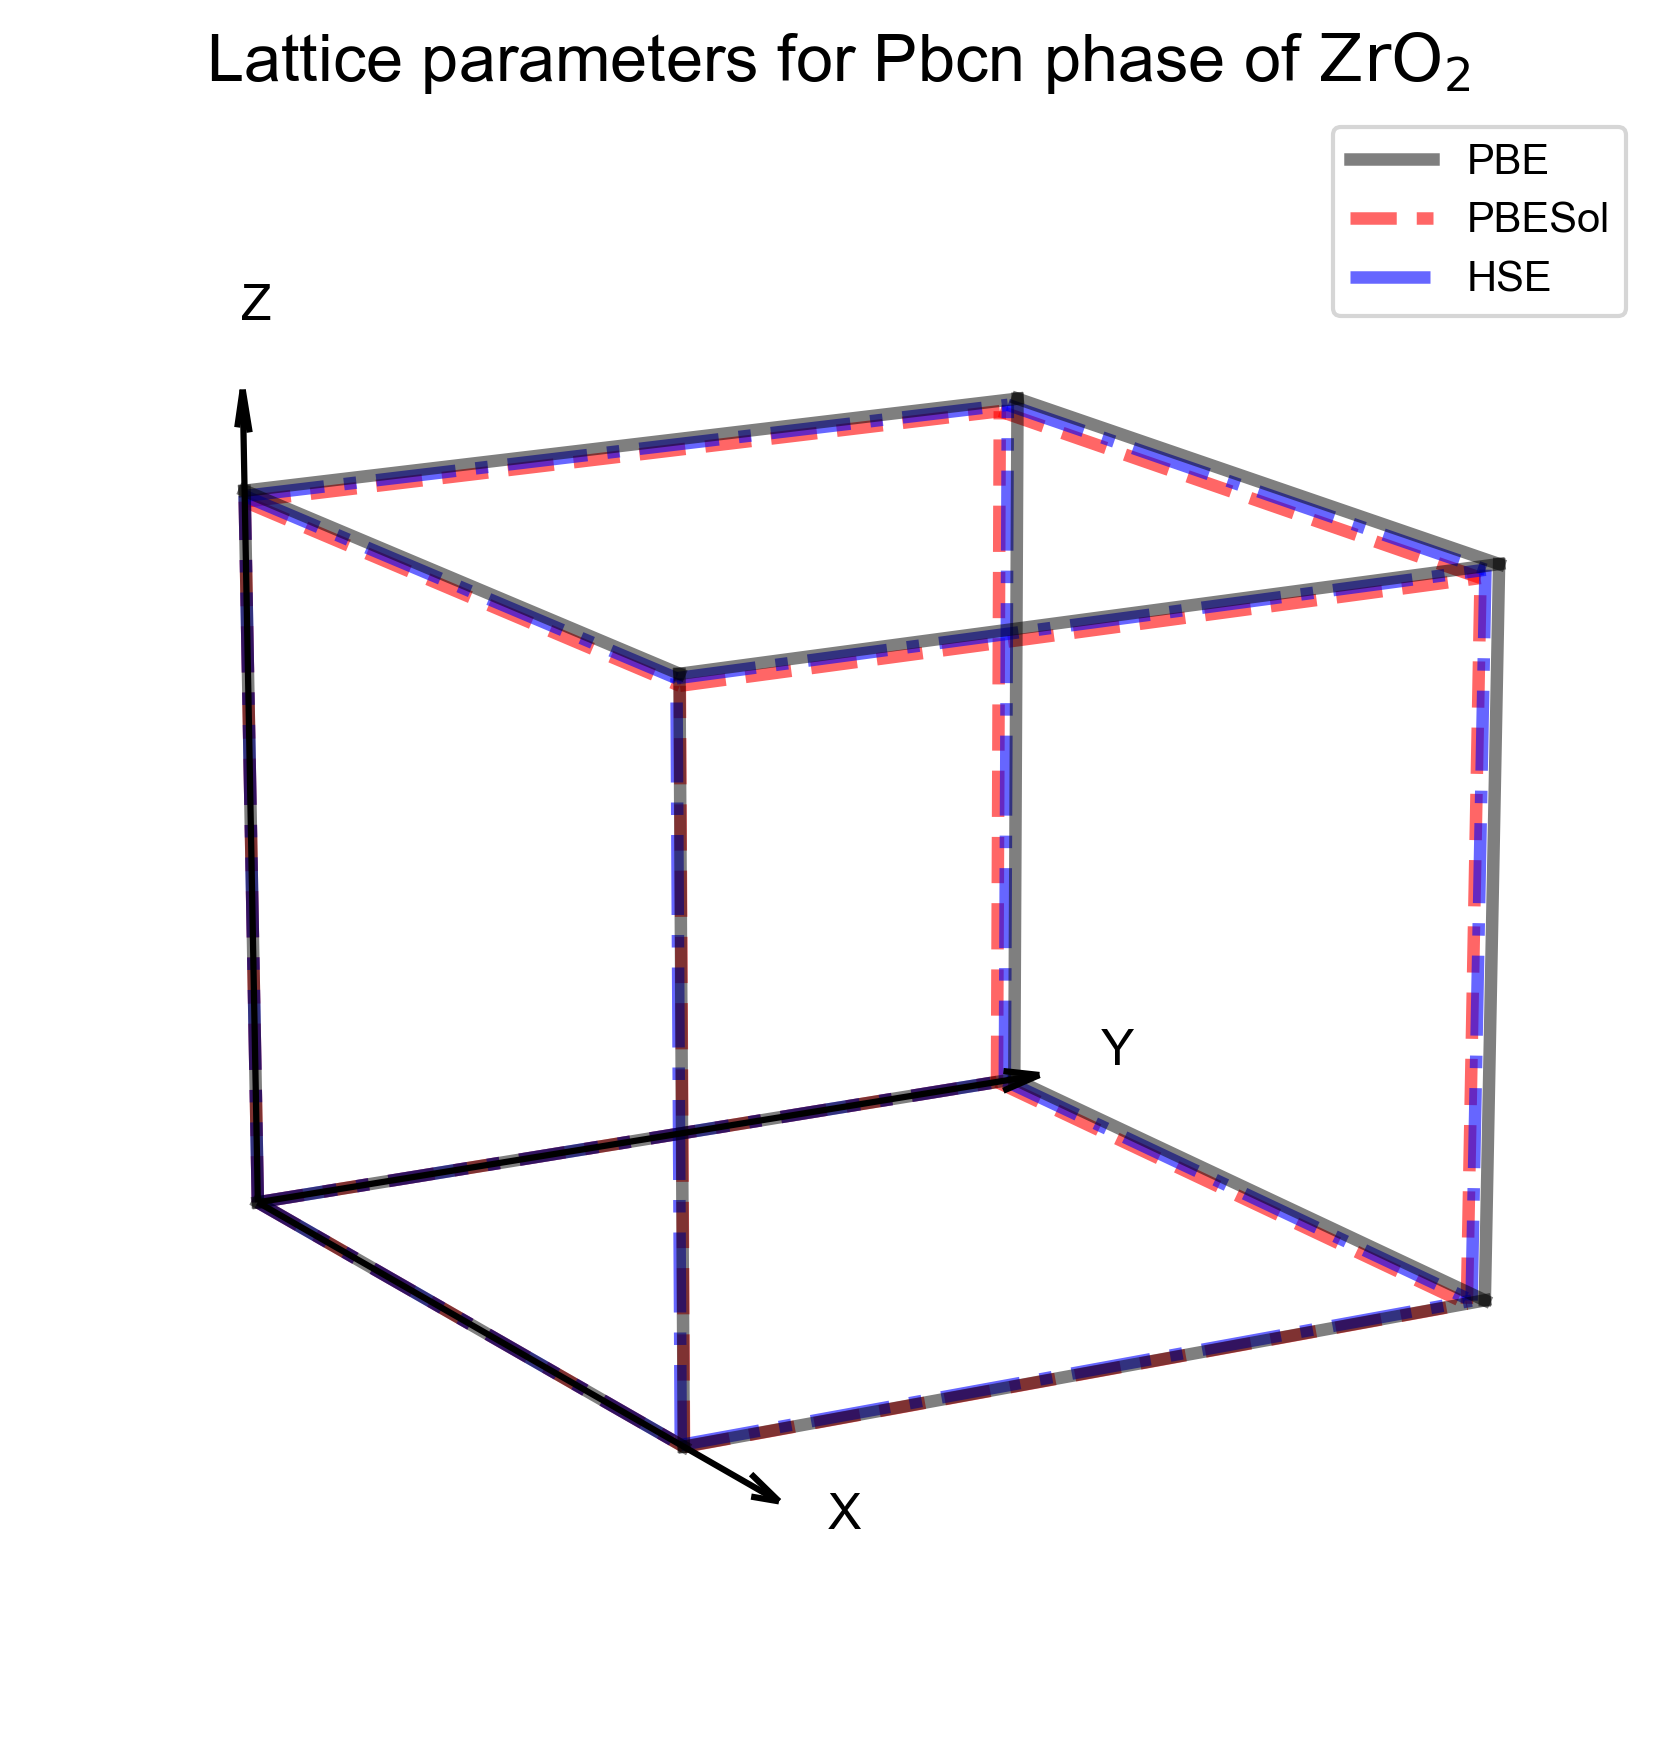 Lattice parameters for Pbcn phase of ZrO₂
PBE
PBESol
HSE
Z
Y
X